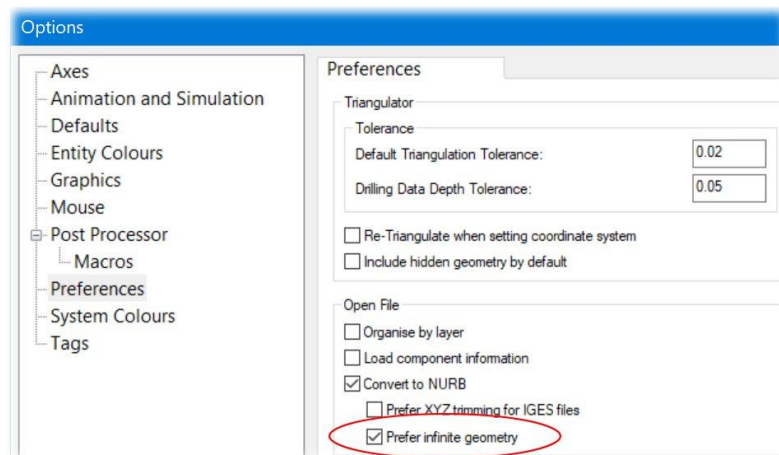 Options
Axes
Animation and Simulation
Defaults
Entity Colours
Graphics
Mouse
Post Processor
Macros
Preferences
System Colours
Tags
Preferences
Triangulator
Tolerance
Default Triangulation Tolerance: 0.02
Drilling Data Depth Tolerance: 0.05
Re-Triangulate when setting coordinate system
Include hidden geometry by default
Open File
Organise by layer
Load component information
Convert to NURB
Prefer XYZ trimming for IGES files
Prefer infinite geometry